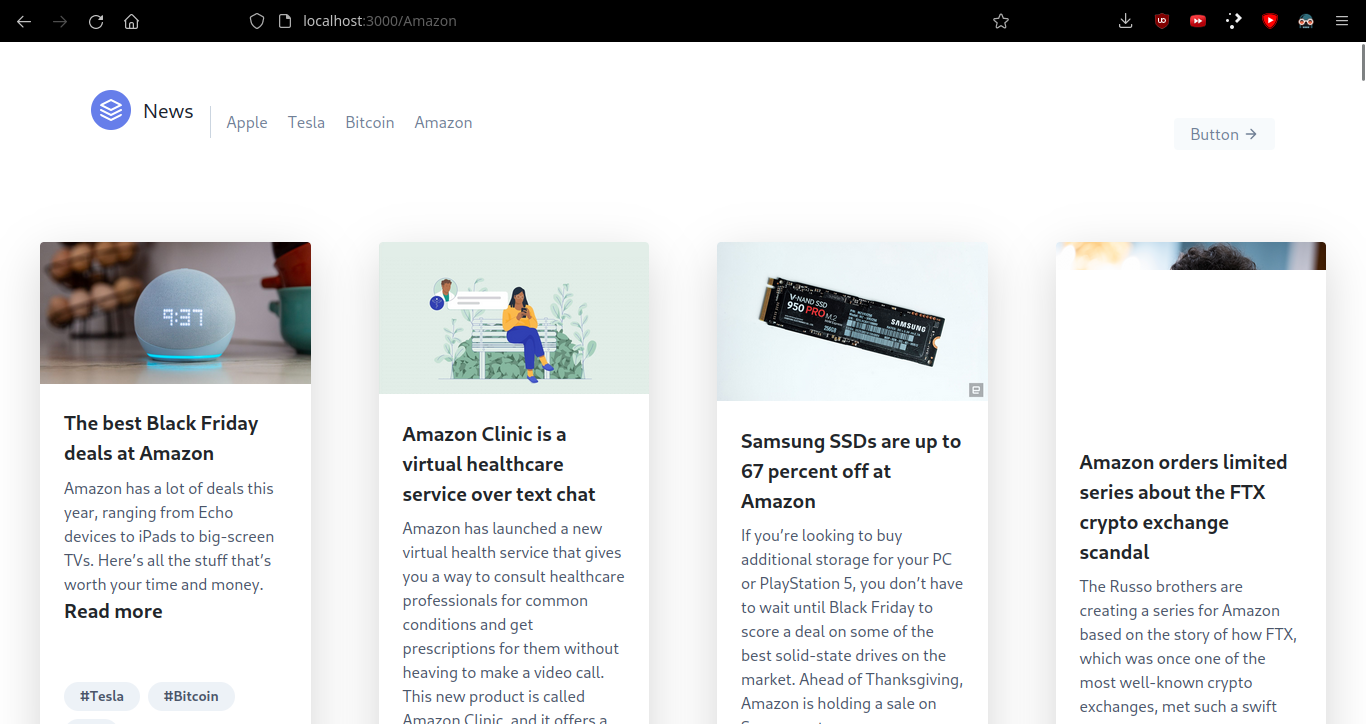 localhost:3000/Amazon
News
Apple Tesla Bitcoin Amazon
Button →
9:37
The best Black Friday
deals at Amazon
Amazon has a lot of deals this
year, ranging from Echo
devices to iPads to big-screen
TVs. Here’s all the stuff that’s
worth your time and money.
Read more
#Tesla #Bitcoin
Amazon Clinic is a
virtual healthcare
service over text chat
Amazon has launched a new
virtual health service that gives
you a way to consult healthcare
professionals for common
conditions and get
prescriptions for them without
heaving to make a video call.
This new product is called
Amazon Clinic, and it offers a
V-NAND SSD
950 PRO M.2
256GB
SAMSUNG
Samsung SSDs are up to
67 percent off at
Amazon
If you’re looking to buy
additional storage for your PC
or PlayStation 5, you don’t have
to wait until Black Friday to
score a deal on some of the
best solid-state drives on the
market. Ahead of Thanksgiving,
Amazon is holding a sale on
Amazon orders limited
series about the FTX
crypto exchange
scandal
The Russo brothers are
creating a series for Amazon
based on the story of how FTX,
which was once one of the
most well-known crypto
exchanges, met such a swift